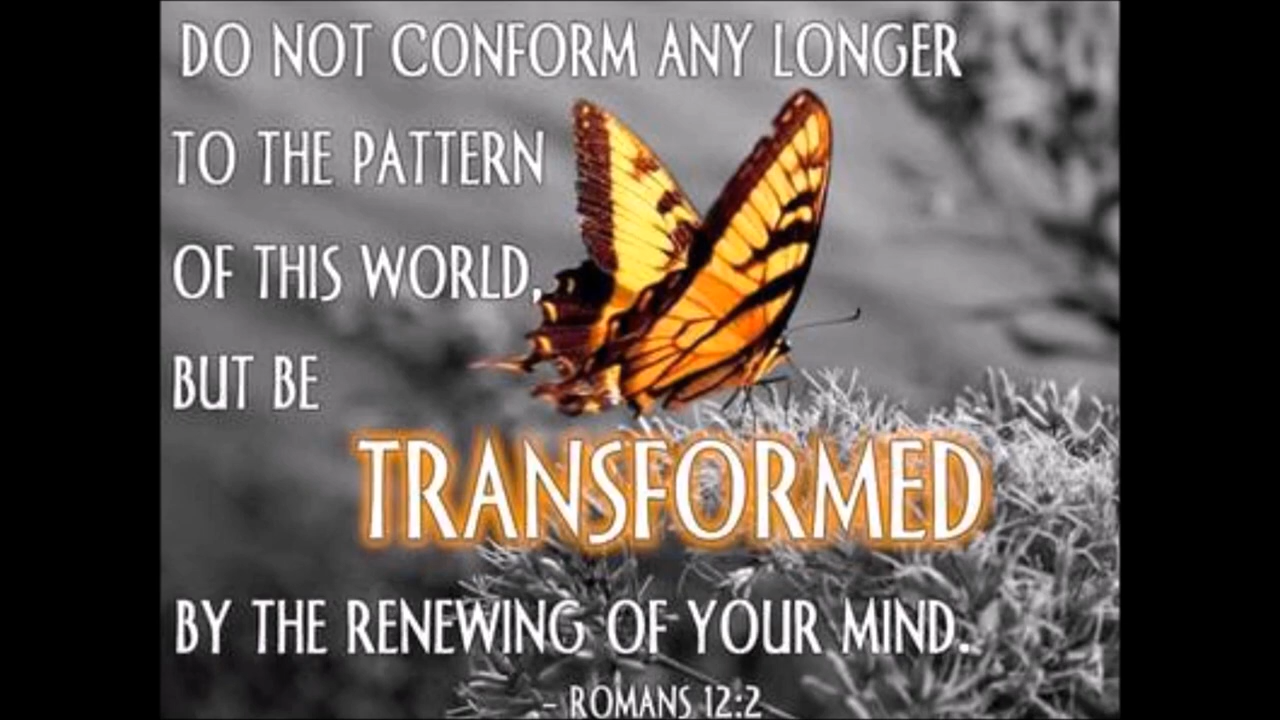 DO NOT CONFORM ANY LONGER
TO THE PATTERN
OF THIS WORLD,
BUT BE
TRANSFORMED
BY THE RENEWING OF YOUR MIND.
- ROMANS 12:2